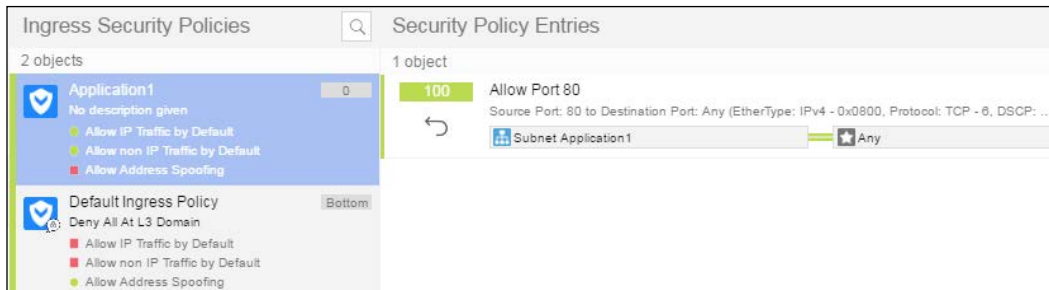 Ingress Security Policies
2 objects
Application1
0
No description given
Allow IP Traffic by Default
Allow non IP Traffic by Default
Allow Address Spoofing
Default Ingress Policy
Bottom
Deny All At L3 Domain
Allow IP Traffic by Default
Allow non IP Traffic by Default
Allow Address Spoofing
Security Policy Entries
1 object
100
Allow Port 80
Source Port: 80 to Destination Port: Any (EtherType: IPv4 - 0x0800, Protocol: TCP - 6, DSCP: ...
Subnet Application1
Any